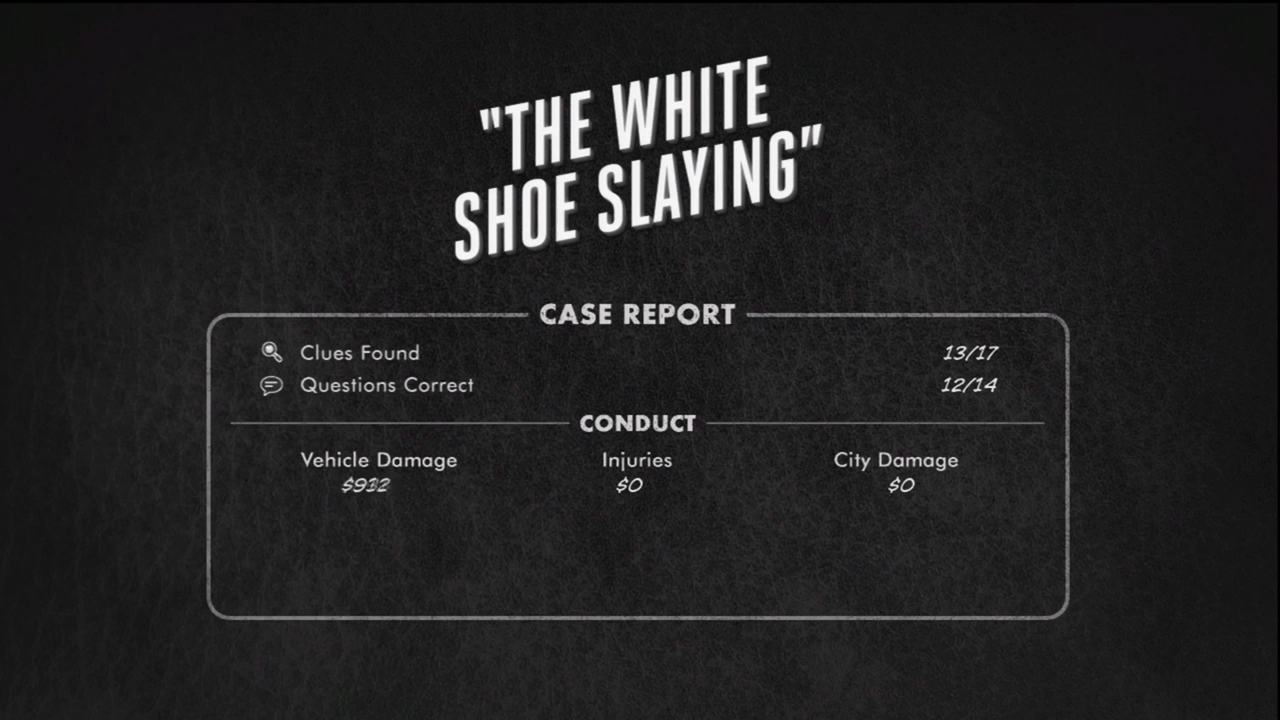 "THE WHITE
SHOE SLAYING"
CASE REPORT
Clues Found 13/17
Questions Correct 12/14
CONDUCT
Vehicle Damage Injuries City Damage
$0 $0